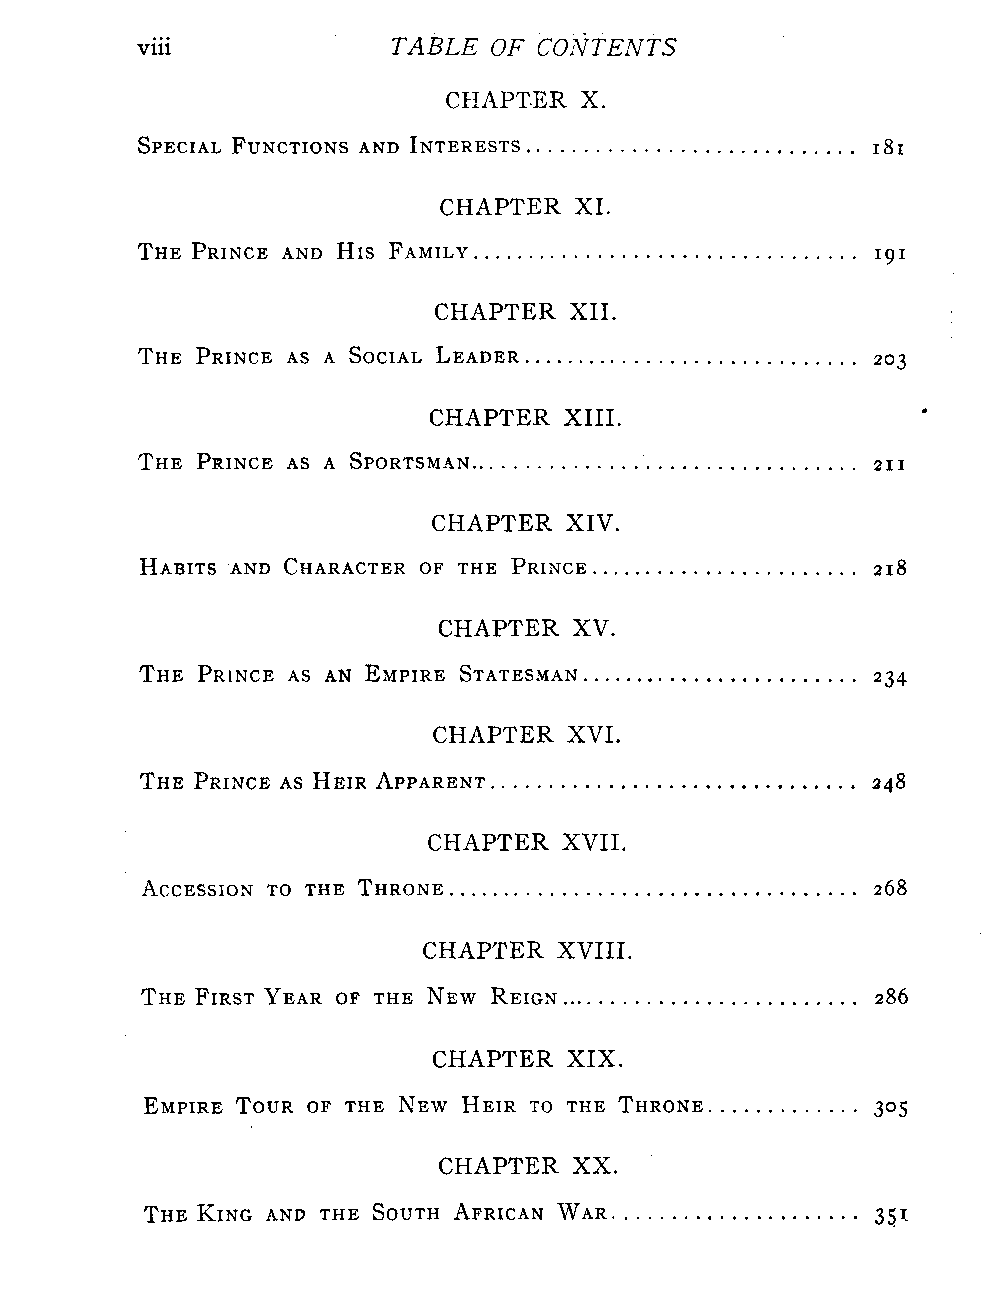 viii TABLE OF CONTENTS
CHAPTER X.
SPECIAL FUNCTIONS AND INTERESTS............................ 181
CHAPTER XI.
THE PRINCE AND HIS FAMILY................................. 191
CHAPTER XII.
THE PRINCE AS A SOCIAL LEADER............................ 203
CHAPTER XIII.
THE PRINCE AS A SPORTSMAN................................. 211
CHAPTER XIV.
HABITS AND CHARACTER OF THE PRINCE....................... 218
CHAPTER XV.
THE PRINCE AS AN EMPIRE STATESMAN........................ 234
CHAPTER XVI.
THE PRINCE AS HEIR APPARENT............................... 248
CHAPTER XVII.
ACCESSION TO THE THRONE................................... 268
CHAPTER XVIII.
THE FIRST YEAR OF THE NEW REIGN.......................... 286
CHAPTER XIX.
EMPIRE TOUR OF THE NEW HEIR TO THE THRONE............. 305
CHAPTER XX.
THE KING AND THE SOUTH AFRICAN WAR..................... 351